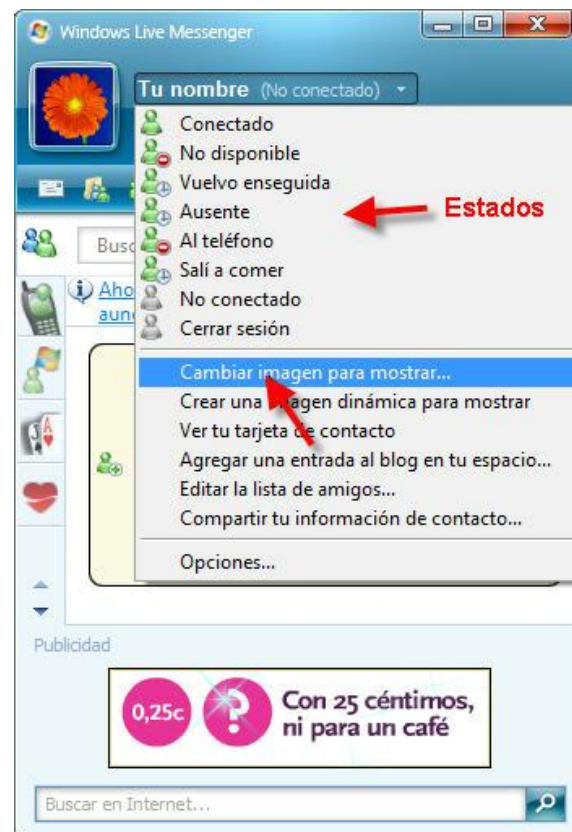 Windows Live Messenger
Tu nombre (No conectado)
Conectado
No disponible
Vuelvo enseguida
Ausente
Estados
Al teléfono
Salí a comer
No conectado
Cerrar sesión
Cambiar imagen para mostrar...
Crear una imagen dinámica para mostrar
Ver tu tarjeta de contacto
Agregar una entrada al blog en tu espacio...
Editar la lista de amigos...
Compartir tu información de contacto...
Opciones...
Publicidad
0,25c ? Con 25 céntimos,
ni para un café
Buscar en Internet...